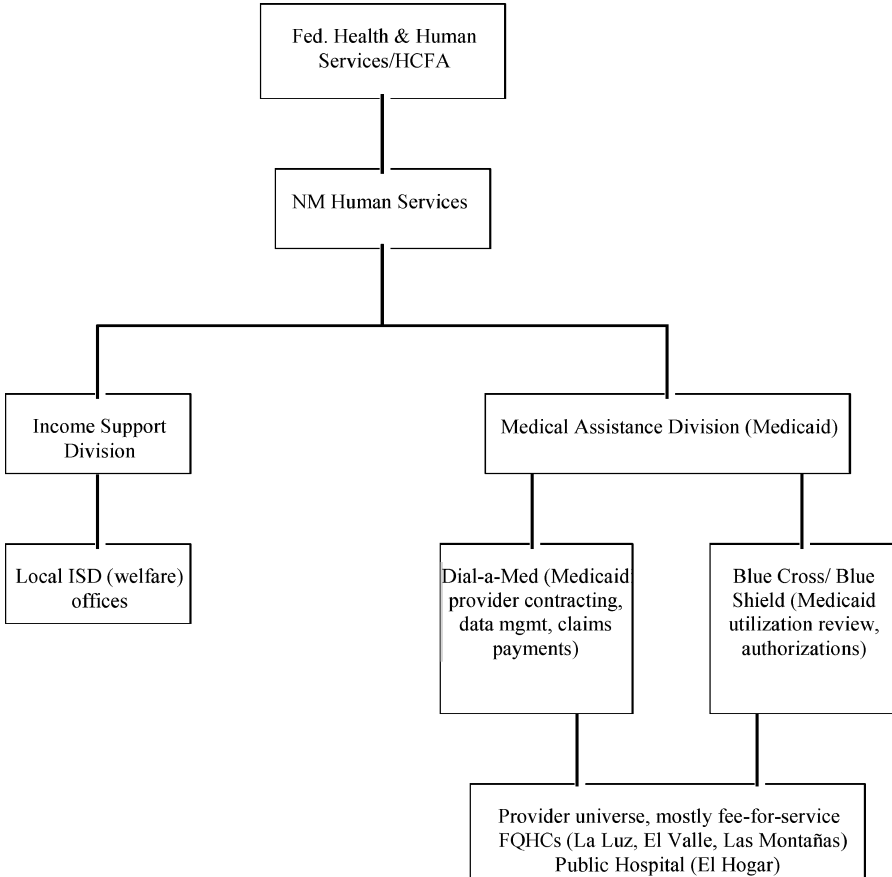 Fed. Health & Human
Services/HCFA
NM Human Services
Income Support
Division
Medical Assistance Division (Medicaid)
Local ISD (welfare)
offices
Dial-a-Med (Medicaid
provider contracting,
data mgmt, claims
payments)
Blue Cross/ Blue
Shield (Medicaid
utilization review,
authorizations)
Provider universe, mostly fee-for-service
FQHCs (La Luz, El Valle, Las Montañas)
Public Hospital (El Hogar)